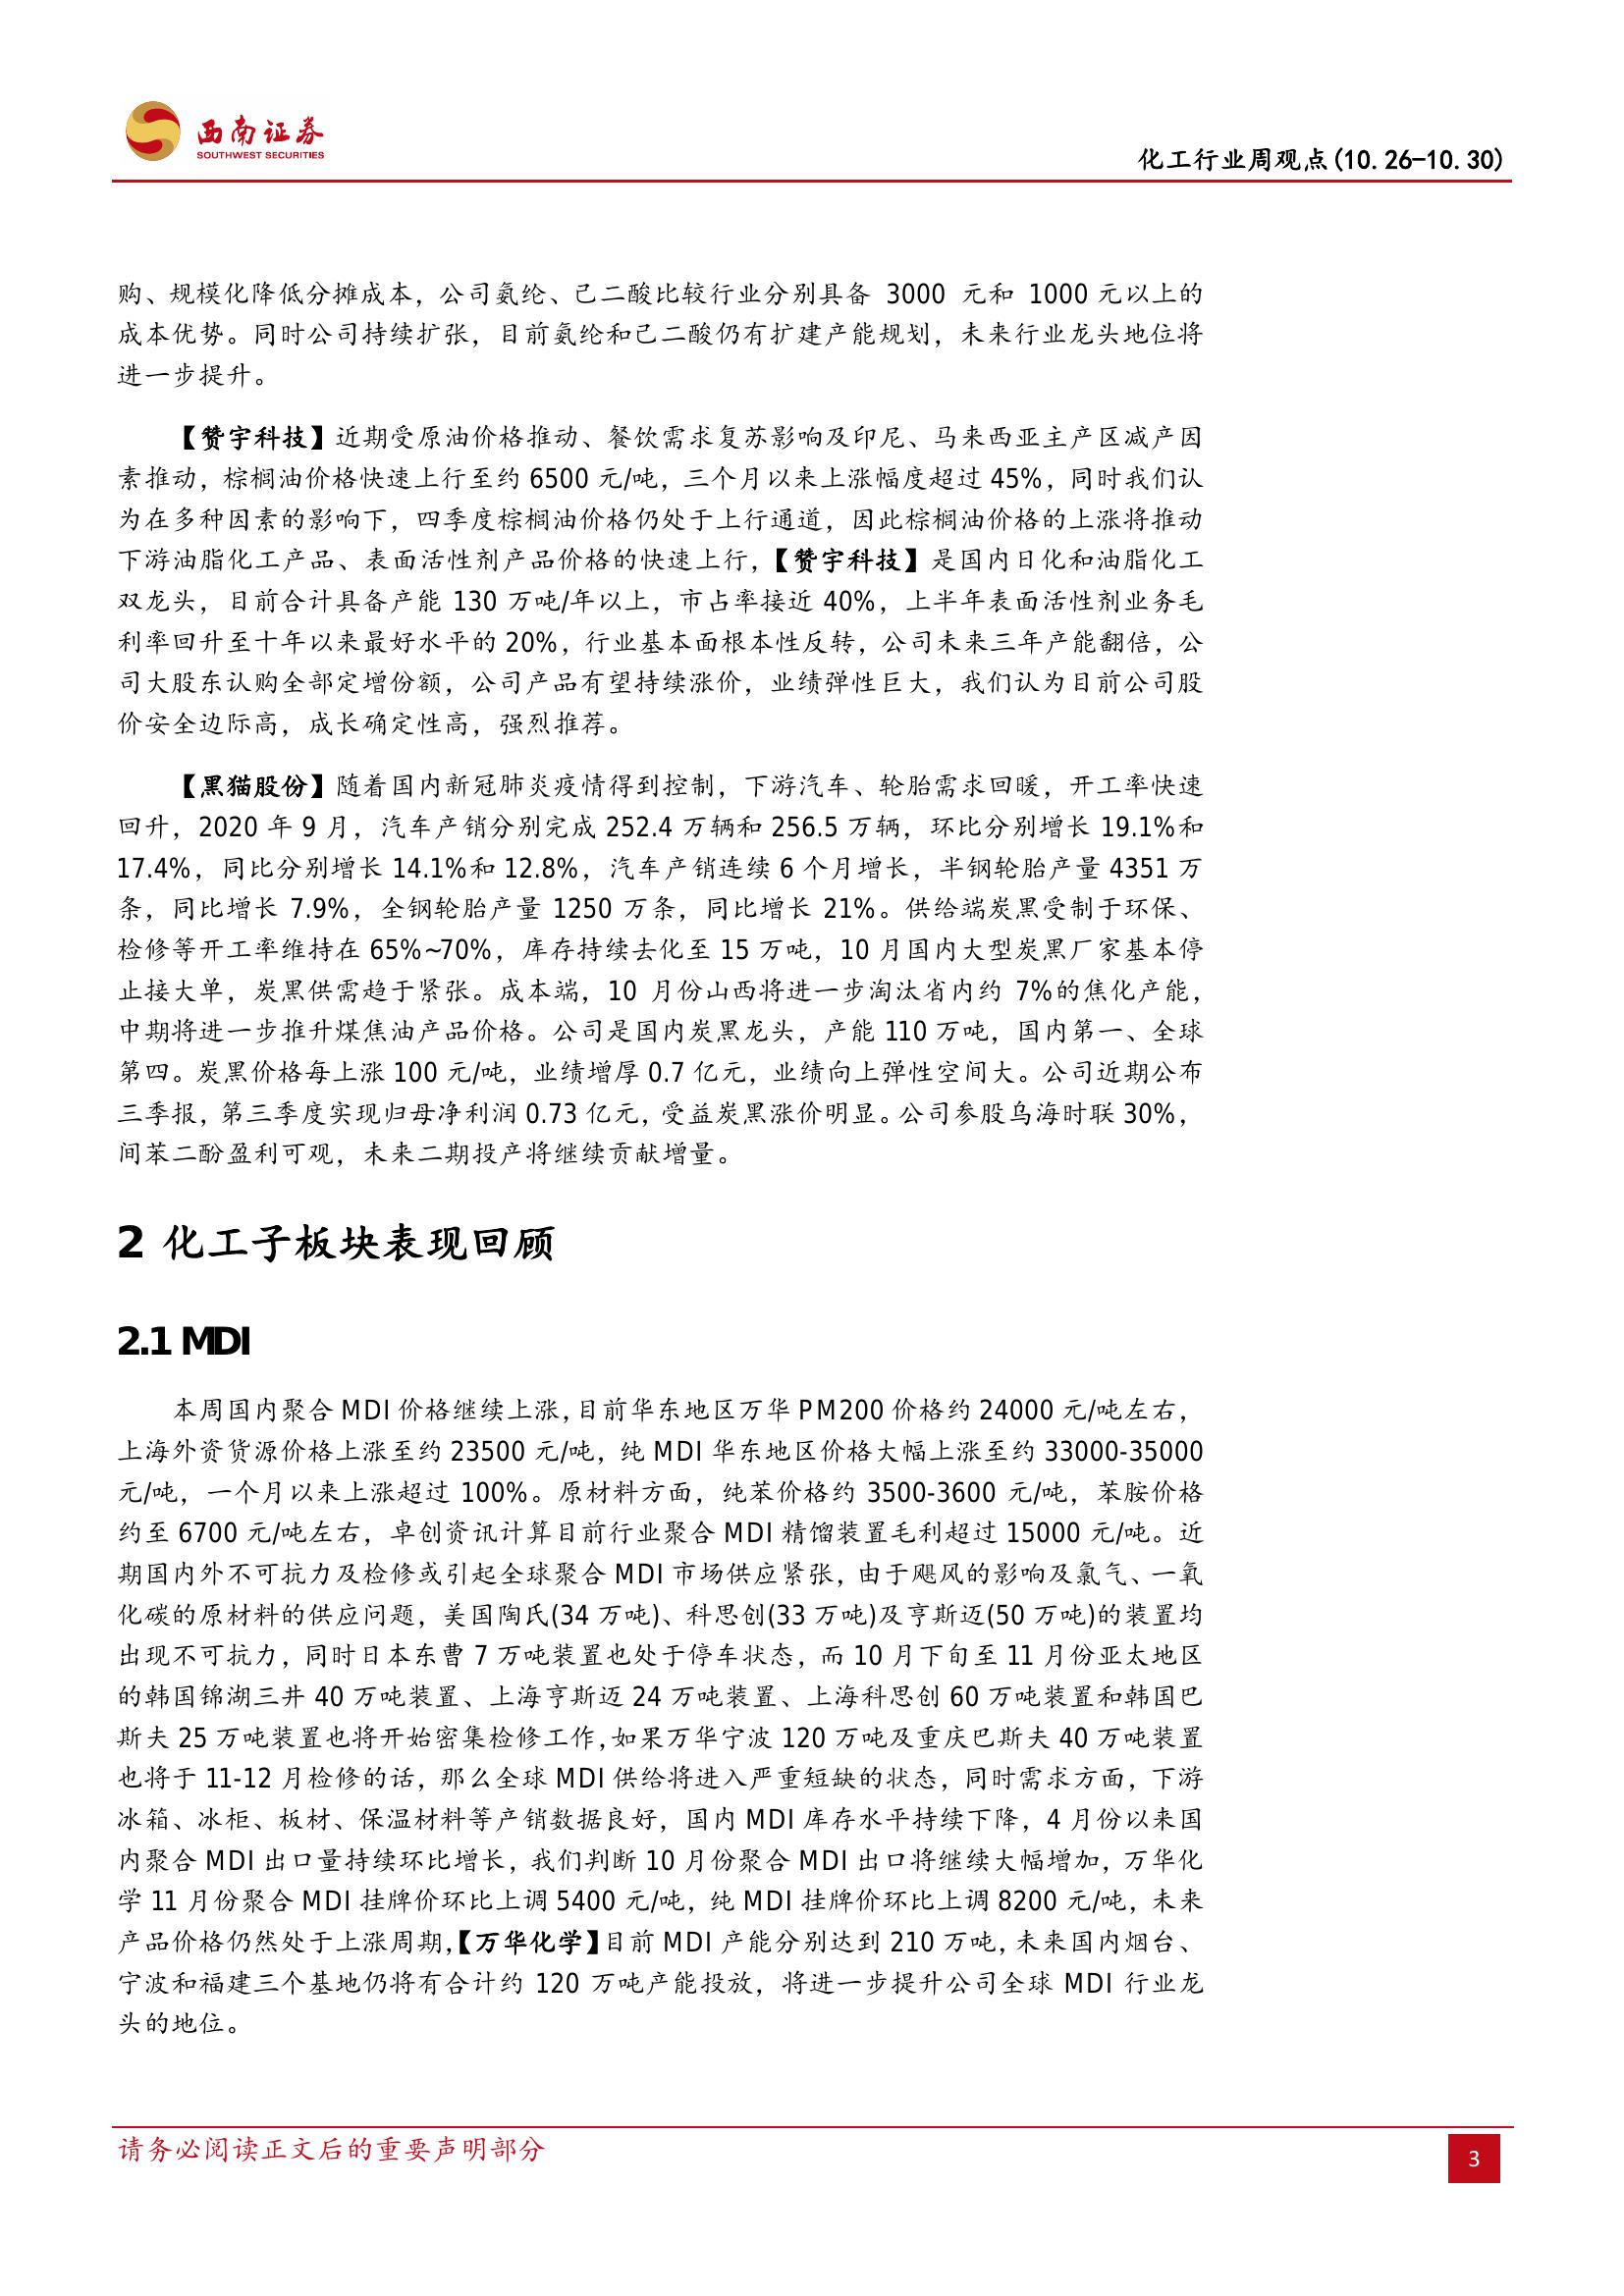 西南证券
SOUTHWEST SECURITIES
化工行业周观点(10.26-10.30)
购、规模化降低分摊成本，公司氨纶、己二酸比较行业分别具备 3000 元和 1000 元以上的
成本优势。同时公司持续扩张，目前氨纶和己二酸仍有扩建产能规划，未来行业龙头地位将
进一步提升。
【赞宇科技】近期受原油价格推动、餐饮需求复苏影响及印尼、马来西亚主产区减产因
素推动，棕榈油价格快速上行至约 6500 元/吨，三个月以来上涨幅度超过 45%，同时我们认
为在多种因素的影响下，四季度棕榈油价格仍处于上行通道，因此棕榈油价格的上涨将推动
下游油脂化工产品、表面活性剂产品价格的快速上行，【赞宇科技】是国内日化和油脂化工
双龙头，目前合计具备产能 130 万吨/年以上，市占率接近 40%，上半年表面活性剂业务毛
利率回升至十年以来最好水平的 20%，行业基本面根本性反转，公司未来三年产能翻倍，公
司大股东认购全部定增份额，公司产品有望持续涨价，业绩弹性巨大，我们认为目前公司股
价安全边际高，成长确定性高，强烈推荐。
【黑猫股份】随着国内新冠肺炎疫情得到控制，下游汽车、轮胎需求回暖，开工率快速
回升，2020 年 9 月，汽车产销分别完成 252.4 万辆和 256.5 万辆，环比分别增长 19.1%和
17.4%，同比分别增长 14.1%和 12.8%，汽车产销连续 6 个月增长，半钢轮胎产量 4351 万
条，同比增长 7.9%，全钢轮胎产量 1250 万条，同比增长 21%。供给端炭黑受制于环保、
检修等开工率维持在 65%~70%，库存持续去化至 15 万吨，10 月国内大型炭黑厂家基本停
止接大单，炭黑供需趋于紧张。成本端，10 月份山西将进一步淘汰省内约 7%的焦化产能，
中期将进一步推升煤焦油产品价格。公司是国内炭黑龙头，产能 110 万吨，国内第一、全球
第四。炭黑价格每上涨 100 元/吨，业绩增厚 0.7 亿元，业绩向上弹性空间大。公司近期公布
三季报，第三季度实现归母净利润 0.73 亿元，受益炭黑涨价明显。公司参股乌海时联 30%，
间苯二酚盈利可观，未来二期投产将继续贡献增量。
2 化工子板块表现回顾
2.1 MDI
本周国内聚合 MDI 价格继续上涨，目前华东地区万华 PM200 价格约 24000 元/吨左右，
上海外资货源价格上涨至约 23500 元/吨，纯 MDI 华东地区价格大幅上涨至约 33000-35000
元/吨，一个月以来上涨超过 100%。原材料方面，纯苯价格约 3500-3600 元/吨，苯胺价格
约至 6700 元/吨左右，卓创资讯计算目前行业聚合 MDI 精馏装置毛利超过 15000 元/吨。近
期国内外不可抗力及检修或引起全球聚合 MDI 市场供应紧张，由于飓风的影响及氯气、一氧
化碳的原材料的供应问题，美国陶氏(34 万吨)、科思创(33 万吨)及亨斯迈(50 万吨)的装置均
出现不可抗力，同时日本东曹 7 万吨装置也处于停车状态，而 10 月下旬至 11 月份亚太地区
的韩国锦湖三井 40 万吨装置、上海亨斯迈 24 万吨装置、上海科思创 60 万吨装置和韩国巴
斯夫 25 万吨装置也将开始密集检修工作，如果万华宁波 120 万吨及重庆巴斯夫 40 万吨装置
也将于 11-12 月检修的话，那么全球 MDI 供给将进入严重短缺的状态，同时需求方面，下游
冰箱、冰柜、板材、保温材料等产销数据良好，国内 MDI 库存水平持续下降，4 月份以来国
内聚合 MDI 出口量持续环比增长，我们判断 10 月份聚合 MDI 出口将继续大幅增加，万华化
学 11 月份聚合 MDI 挂牌价环比上调 5400 元/吨，纯 MDI 挂牌价环比上调 8200 元/吨，未来
产品价格仍然处于上涨周期，【万华化学】目前 MDI 产能分别达到 210 万吨，未来国内烟台、
宁波和福建三个基地仍将有合计约 120 万吨产能投放，将进一步提升公司全球 MDI 行业龙
头的地位。
请务必阅读正文后的重要声明部分
3